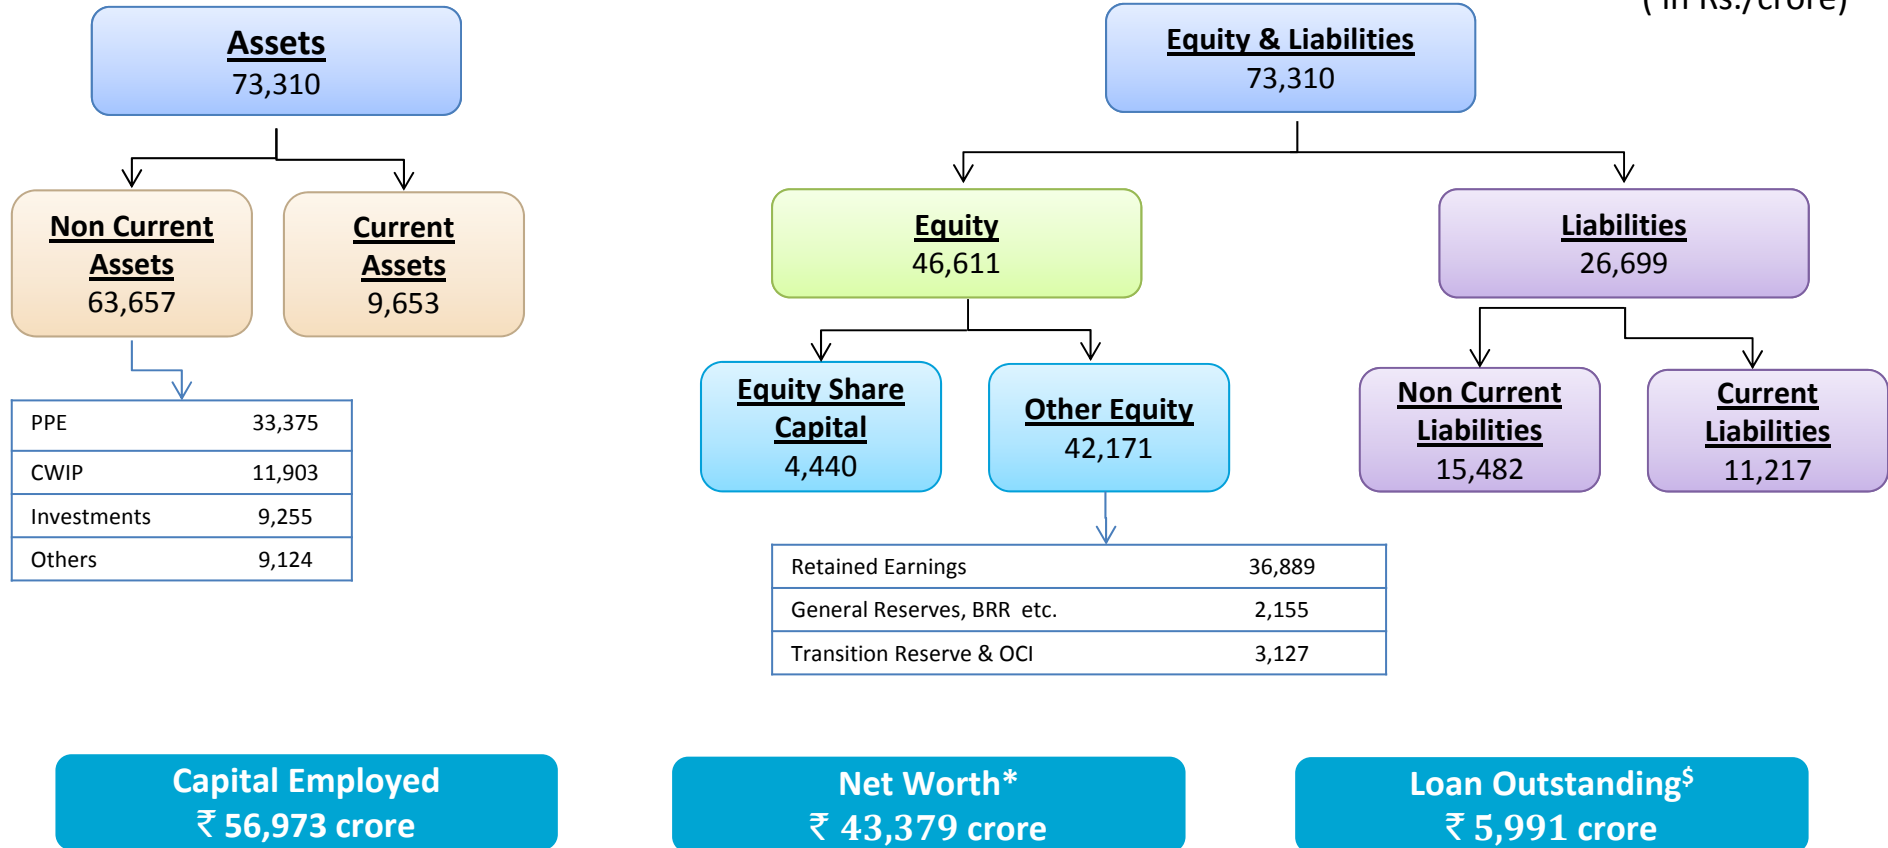 ( in Rs./crore)
Assets
73,310
Equity & Liabilities
73,310
Non Current
Assets
63,657
Current
Assets
9,653
Equity
46,611
Liabilities
26,699
Equity Share
Capital
4,440
Other Equity
42,171
Non Current
Liabilities
15,482
Current
Liabilities
11,217
PPE 33,375
CWIP 11,903
Investments 9,255
Others 9,124
Retained Earnings 36,889
General Reserves, BRR etc. 2,155
Transition Reserve & OCI 3,127
Capital Employed
₹ 56,973 crore
Net Worth*
₹ 43,379 crore
Loan Outstanding$
₹ 5,991 crore